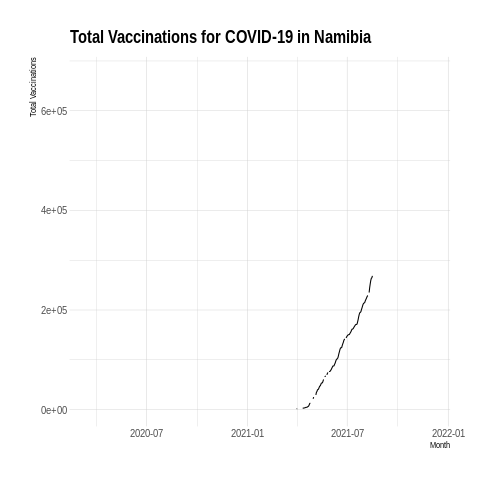 Total Vaccinations for COVID-19 in Namibia
Total Vaccinations
6e+05
4e+05
2e+05
0e+00
2020-07
2021-01
2021-07
2022-01
Month